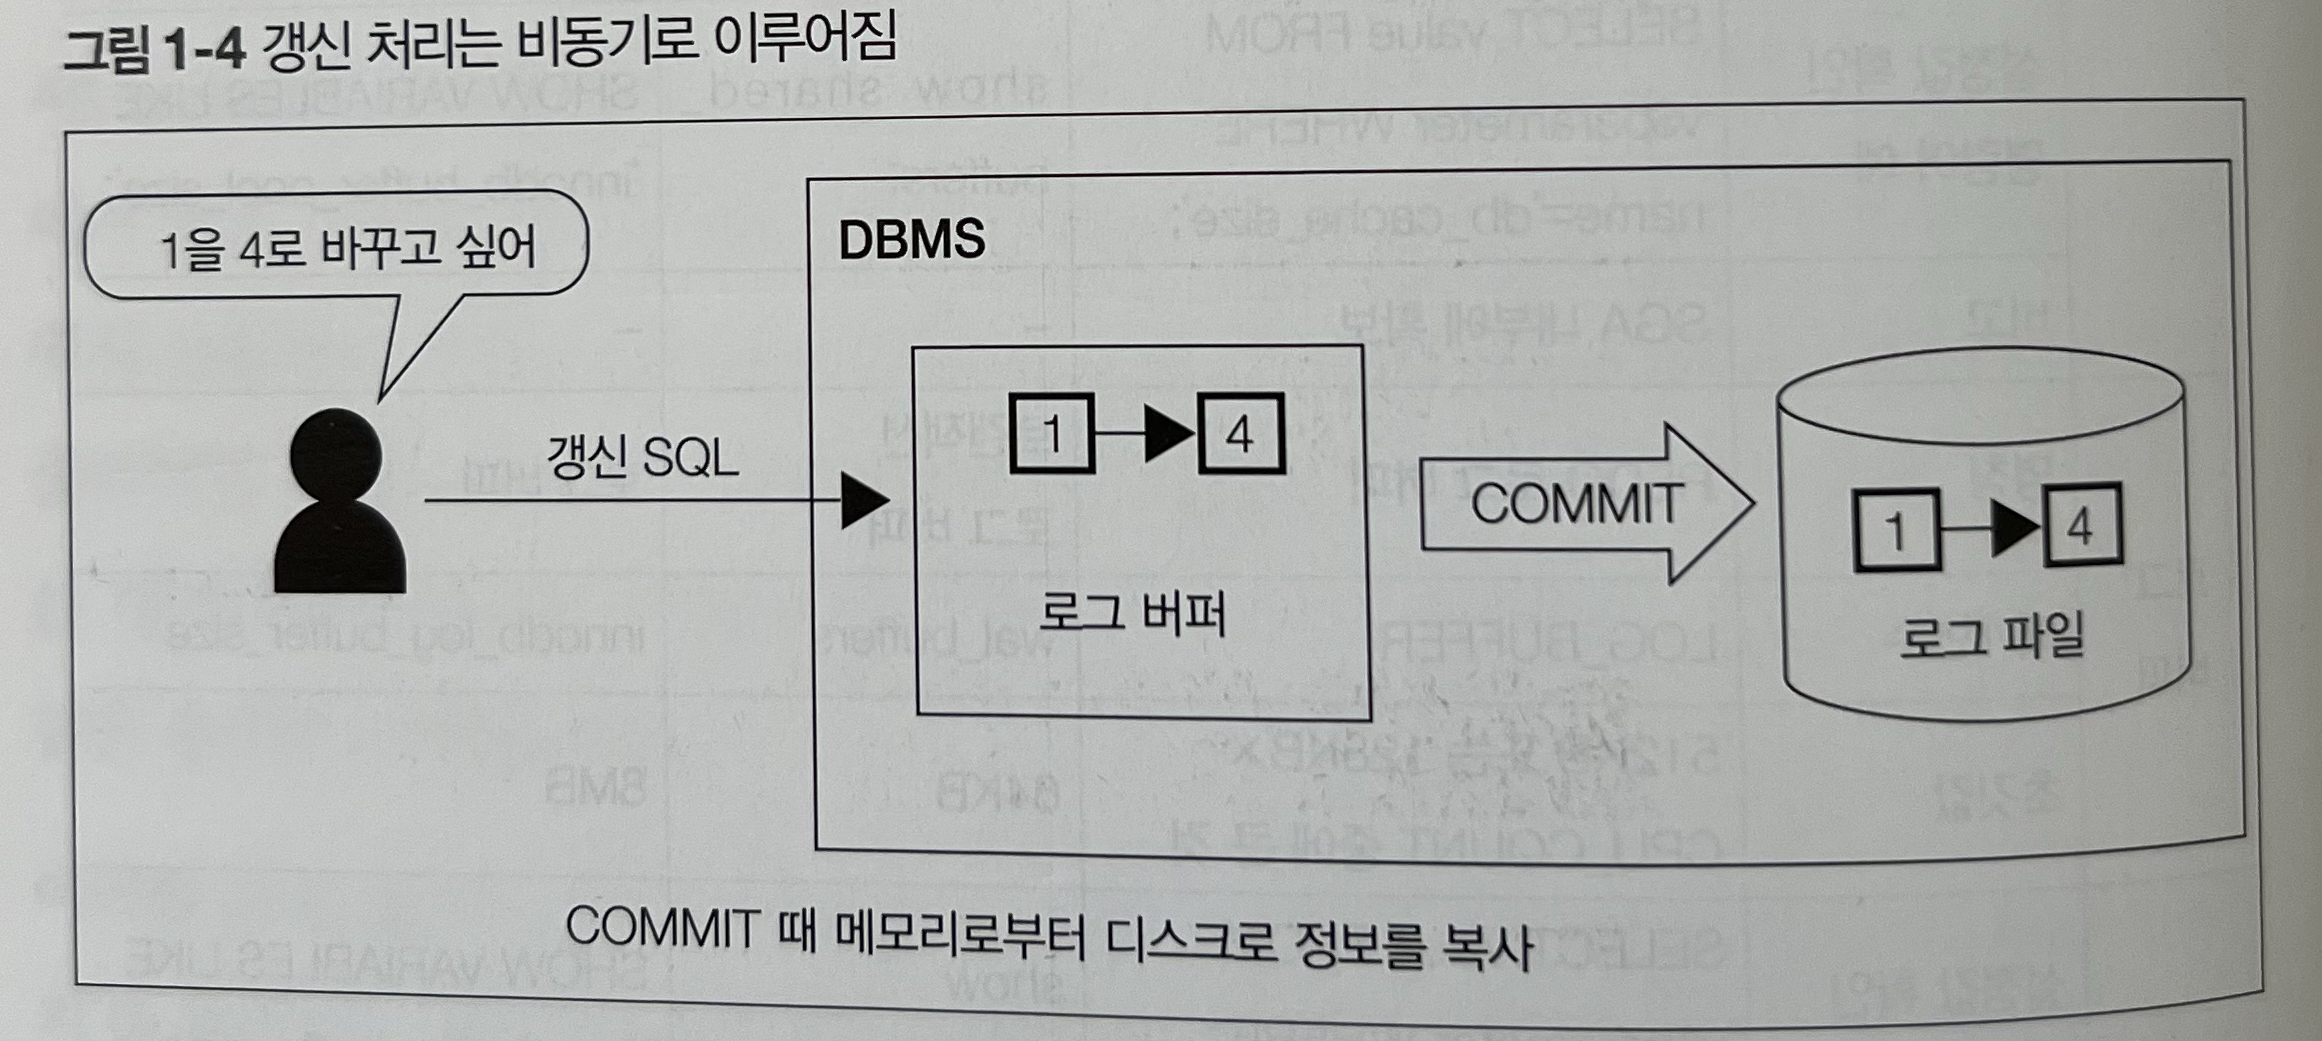 그림 1-4 갱신 처리는 비동기로 이루어짐
1을 4로 바꾸고 싶어
갱신 SQL
DBMS
1
4
로그 버퍼
COMMIT
1
4
로그 파일
COMMIT 때 메모리로부터 디스크로 정보를 복사